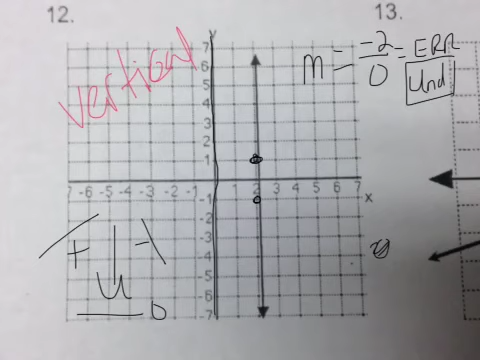 12.
13.
vertical
m = -2/0 = ERR
Und
y
7
6
5
4
3
2
1
7 -6 -5 -4 -3 -2 -1 1 2 3 4 5 6 7 x
-1
-2
-3
-4
-5
-6
-7
+ | -
u
0